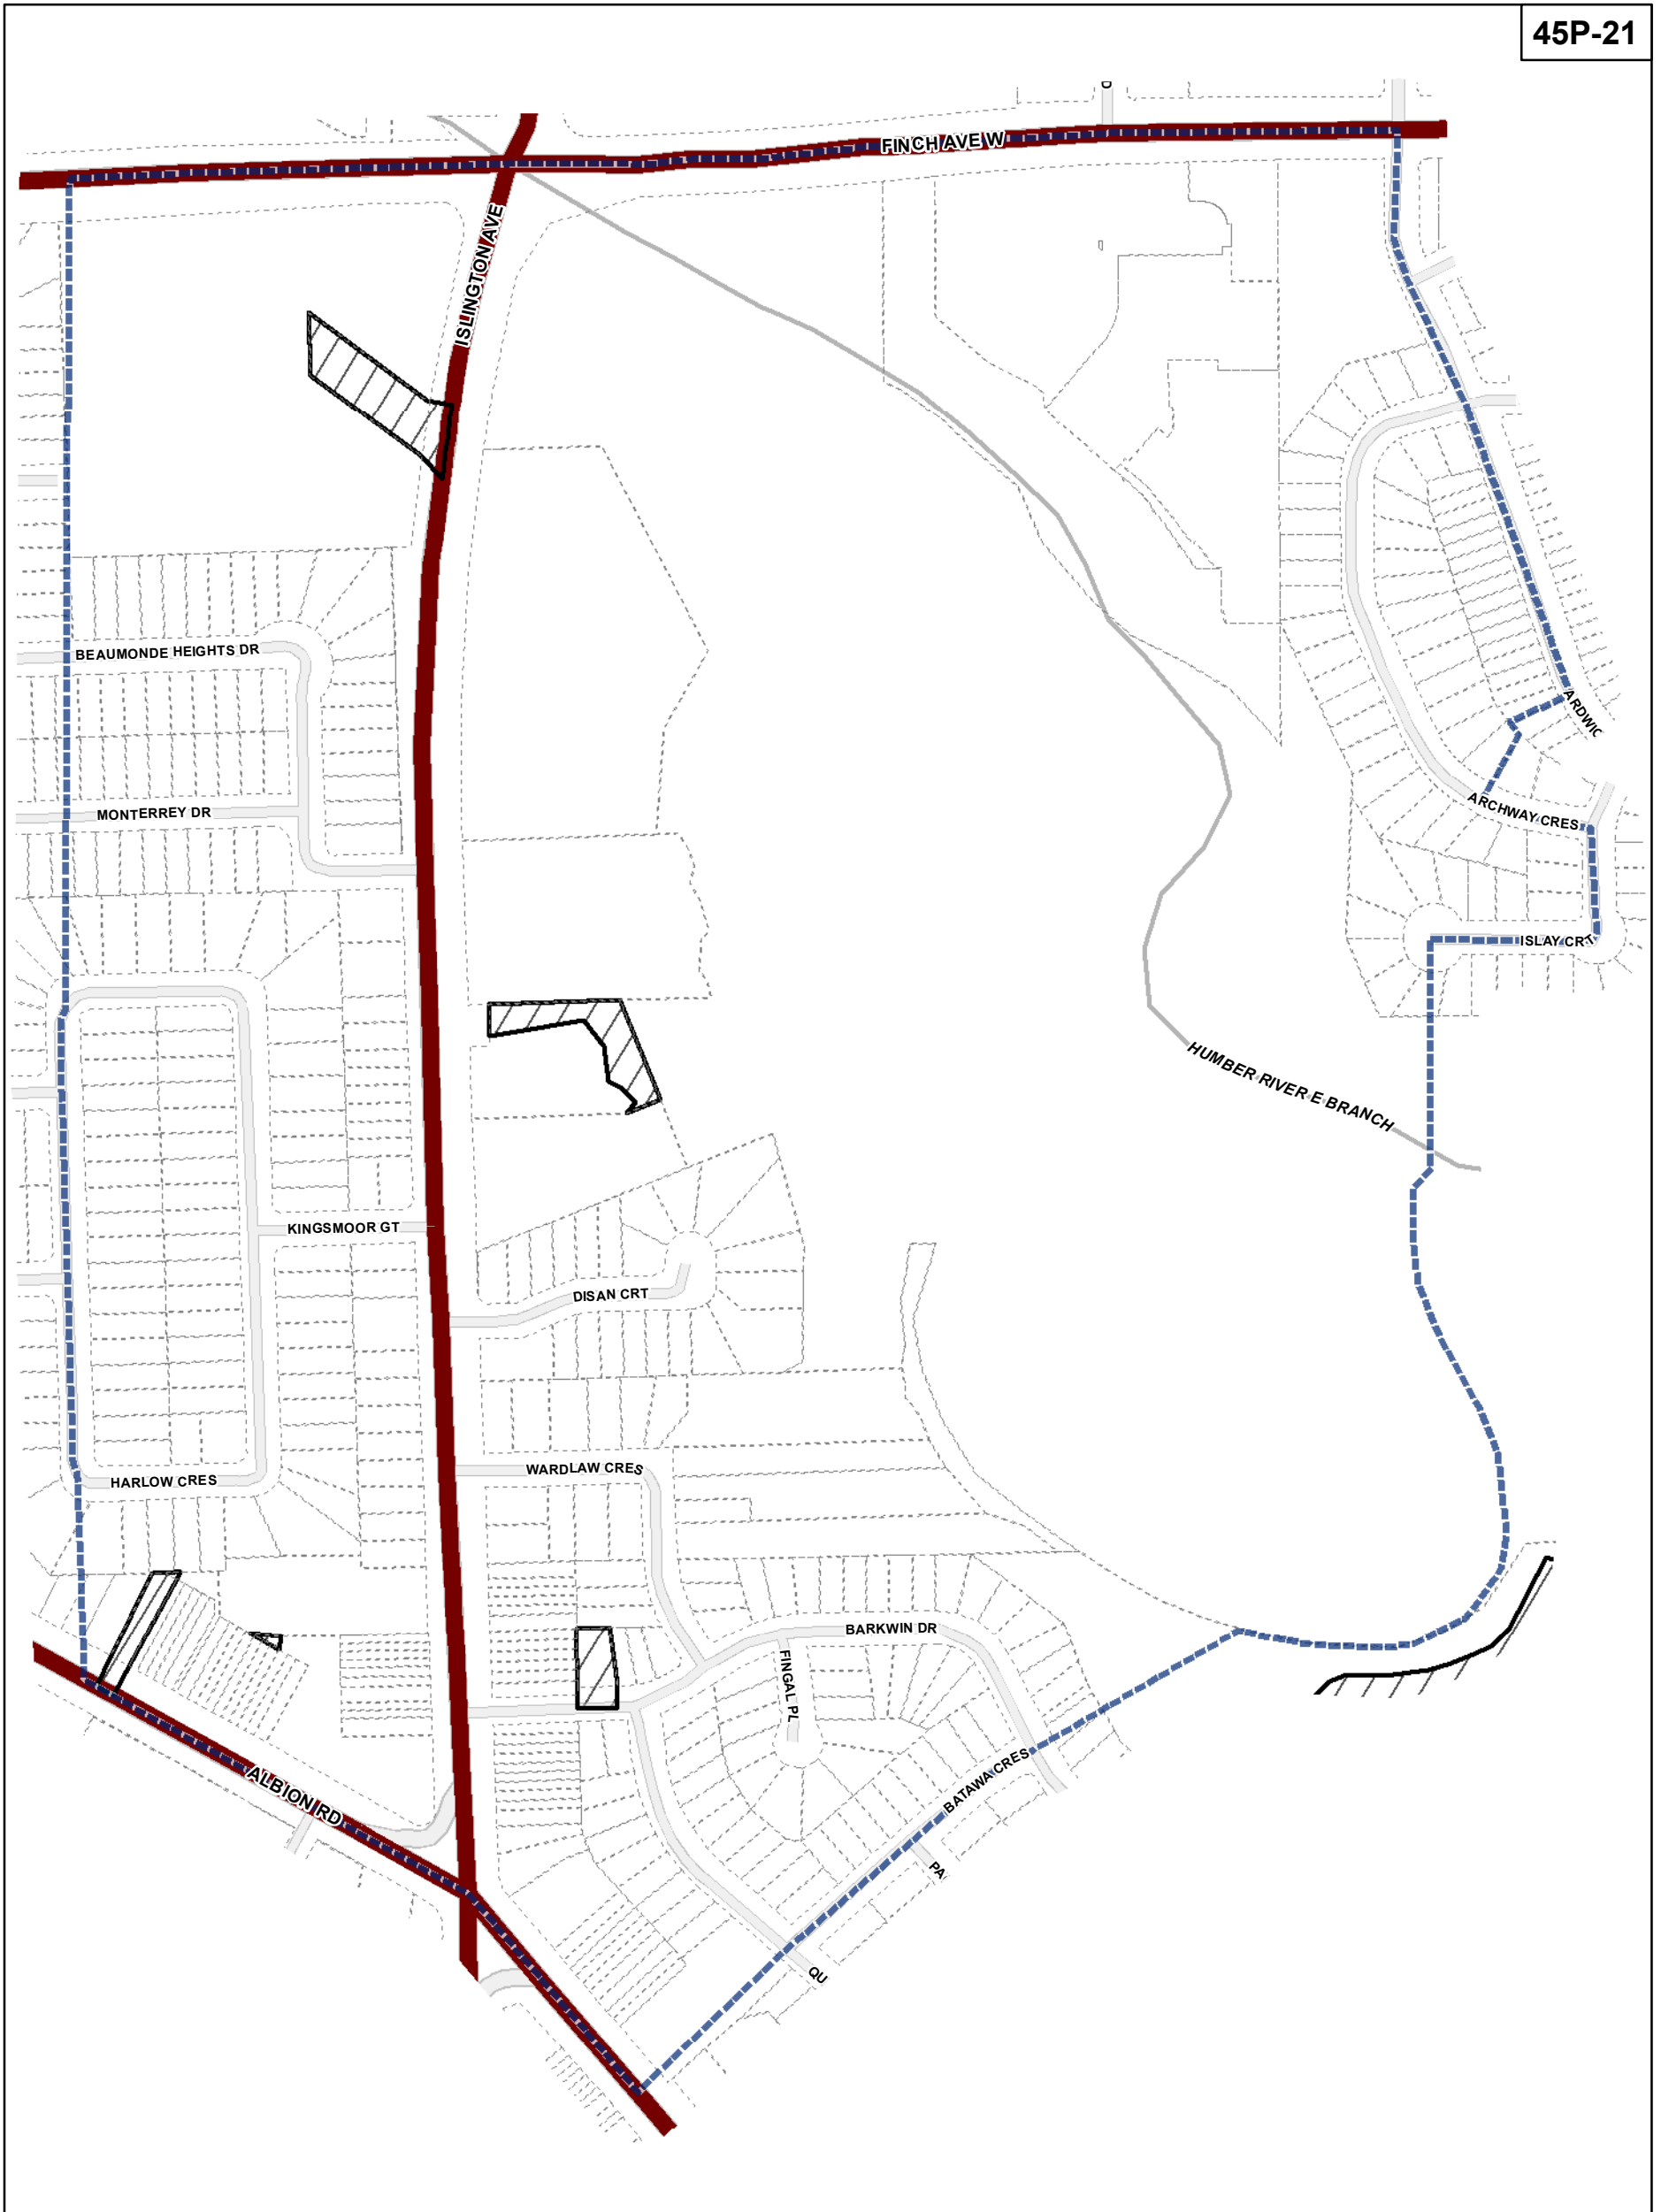 45P-21
D
FINCH AVE W
ISLINGTON AVE
BEAUMONDE HEIGHTS DR
ARDWIC
MONTERREY DR
ARCHWAY CRES
ISLAY CRT
HUMBER RIVER E BRANCH
KINGSMOOR GT
DISAN CRT
WARDLAW CRES
HARLOW CRES
BARKWIN DR
FINGAL PL
BATAWA CRES
ALBION RD
PA
QU